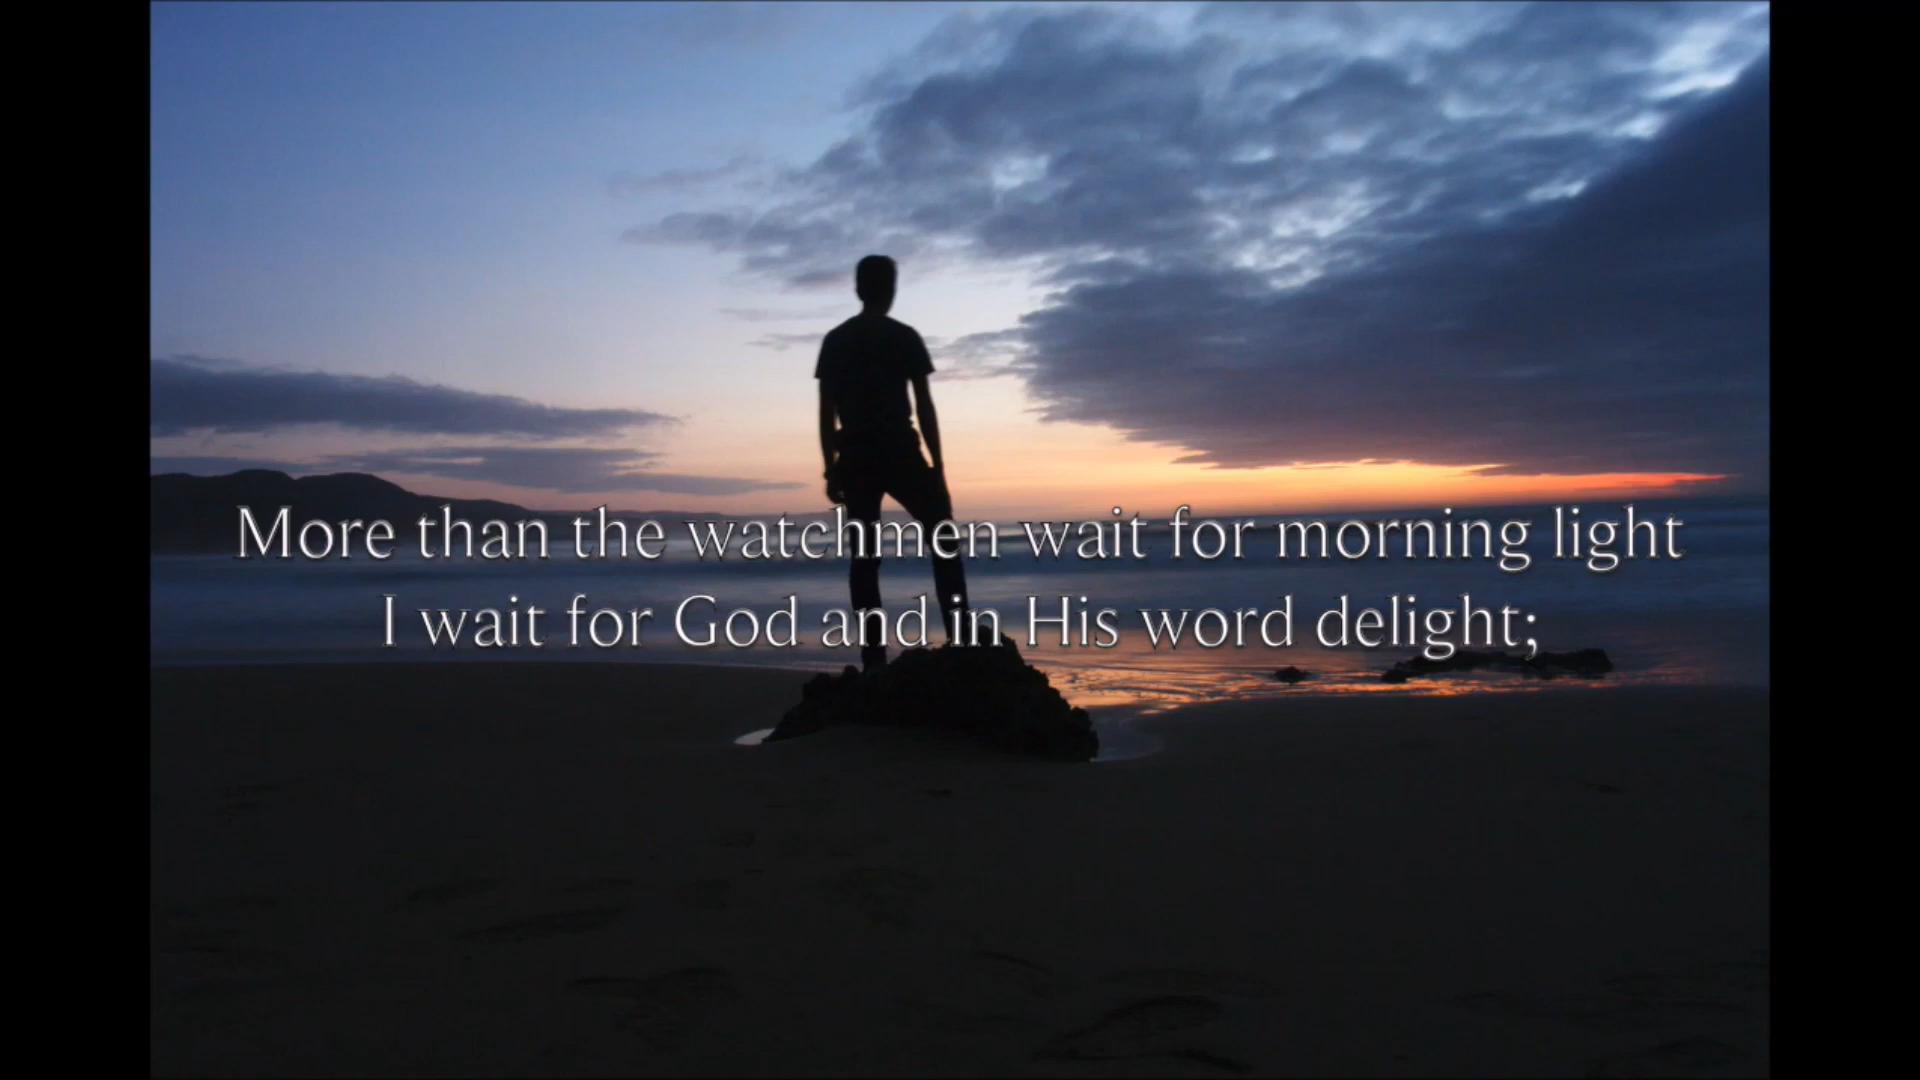 More than the watchmen wait for morning light
I wait for God and in His word delight;